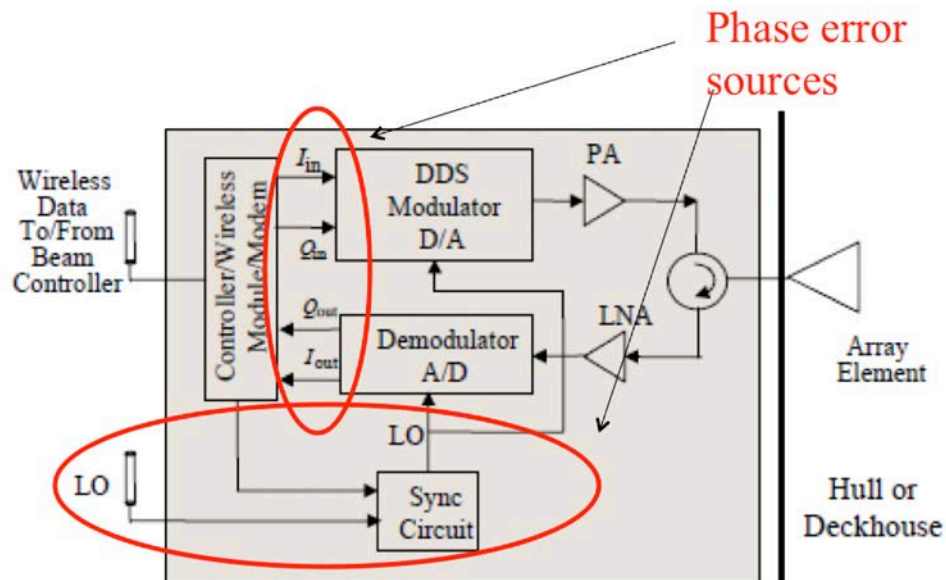 Phase error
sources
Wireless
Data
To/From
Beam
Controller
Controller/Wireless
Module/Modem
I_in
Q_in
Q_out
I_out
DDS
Modulator
D/A
PA
Demodulator
A/D
LNA
LO
LO
Sync
Circuit
Array
Element
Hull or
Deckhouse